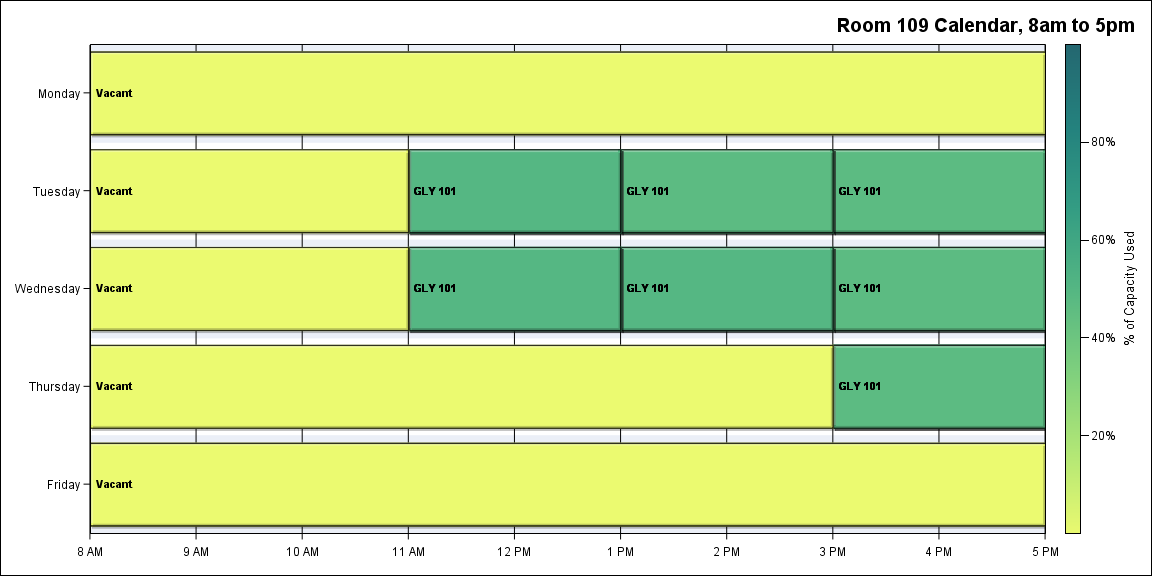 Room 109 Calendar, 8am to 5pm
Monday
Vacant
Tuesday
Vacant GLY 101 GLY 101 GLY 101
Wednesday
Vacant GLY 101 GLY 101 GLY 101
Thursday
Vacant GLY 101
Friday
Vacant
8 AM 9 AM 10 AM 11 AM 12 PM 1 PM 2 PM 3 PM 4 PM 5 PM
80%
60%
40%
20%
% of Capacity Used